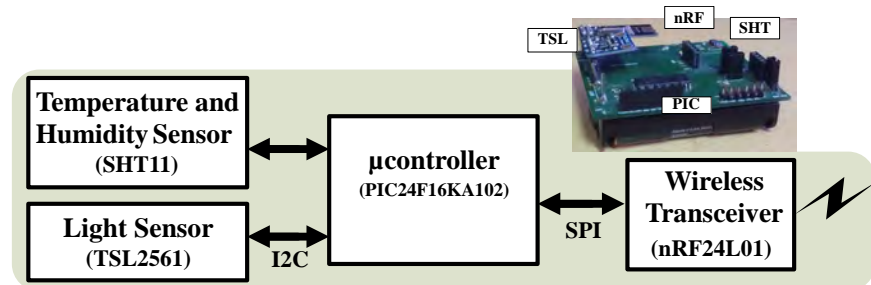 nRF
TSL
SHT
PIC
Temperature and
Humidity Sensor
(SHT11)
µcontroller
(PIC24F16KA102)
Light Sensor
(TSL2561)
I2C
SPI
Wireless
Transceiver
(nRF24L01)